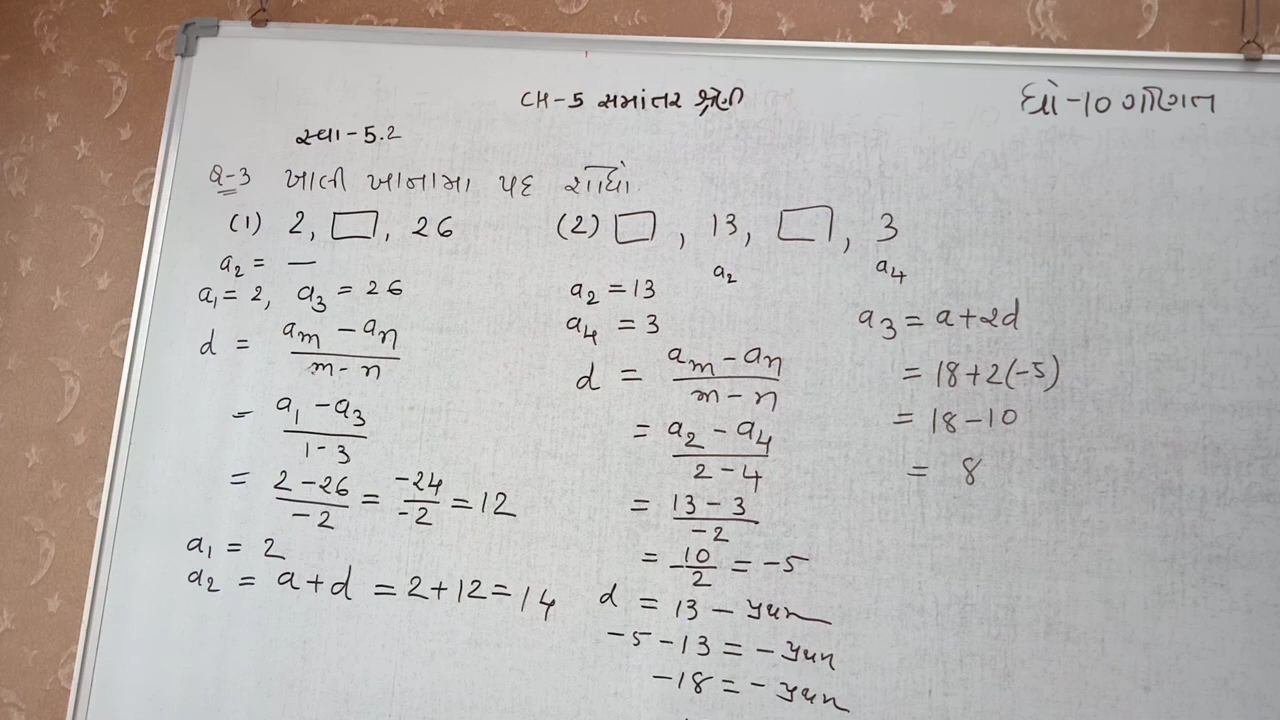 CH-5 સમાંતર શ્રેણી
ધો-10 ગણિત
સ્વા-5.2
Q-3 ખાલી ખાનામાં પદ શોધો
(1) 2, □, 26
a₂ = —
a₁ = 2, a₃ = 26
d = (aₘ - aₙ)/(m - n)
= (a₁ - a₃)/(1 - 3)
= (2 - 26)/(-2) = (-24)/(-2) = 12
a₁ = 2
a₂ = a + d = 2 + 12 = 14
(2) □, 13, □, 3
a₂ a₄
a₂ = 13
a₄ = 3
d = (aₘ - aₙ)/(m - n)
= (a₂ - a₄)/(2 - 4)
= (13 - 3)/(-2)
= -10/2 = -5
d = 13 -
-5 - 13 = -
-18 = -
a₃ = a + 2d
= 18 + 2(-5)
= 18 - 10
= 8